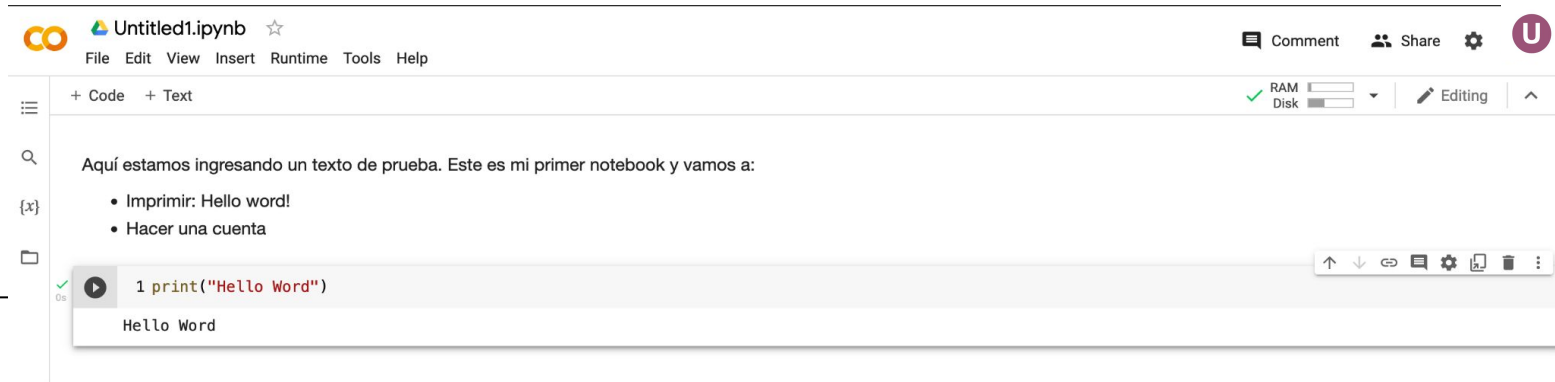 Untitled1.ipynb
Comment Share U
File Edit View Insert Runtime Tools Help
+ Code + Text
RAM
Disk
Editing
Aquí estamos ingresando un texto de prueba. Este es mi primer notebook y vamos a:
• Imprimir: Hello word!
• Hacer una cuenta
{x}
0s
1 print("Hello Word")
Hello Word